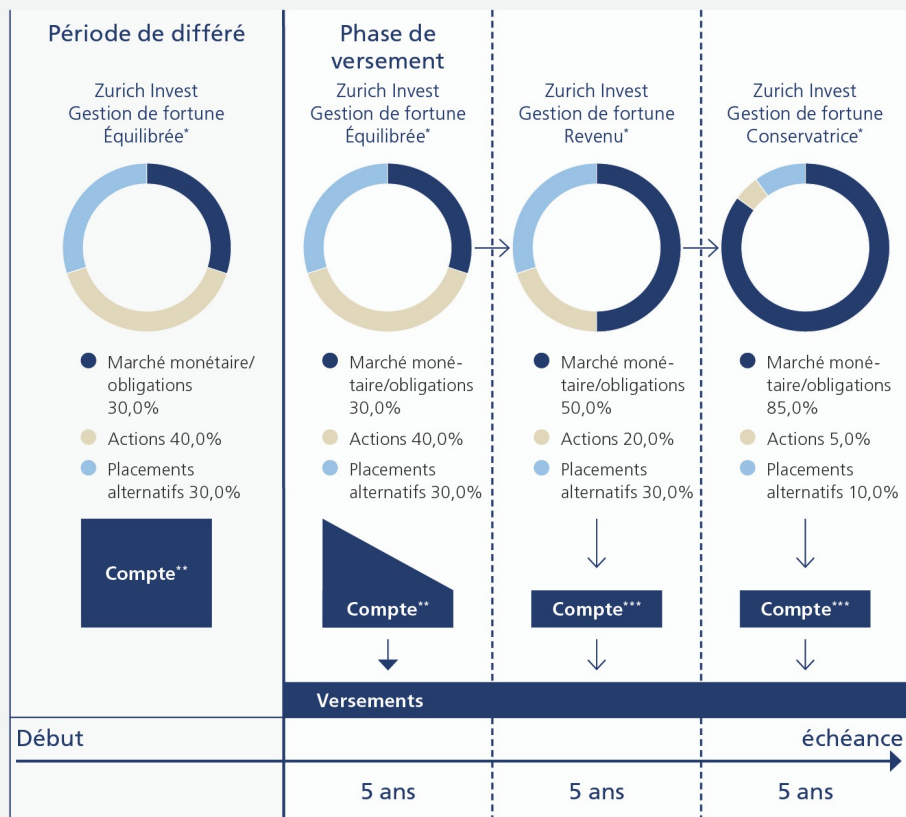 Période de différé
Zurich Invest
Gestion de fortune
Équilibrée*
Marché monétaire/
obligations
30,0%
Actions 40,0%
Placements
alternatifs 30,0%
Compte**
Phase de
versement
Zurich Invest
Gestion de fortune
Équilibrée*
Marché moné-
taire/obligations
30,0%
Actions 40,0%
Placements
alternatifs 30,0%
Compte**
Zurich Invest
Gestion de fortune
Revenu*
Marché moné-
taire/obligations
50,0%
Actions 20,0%
Placements
alternatifs 30,0%
Compte***
Zurich Invest
Gestion de fortune
Conservatrice*
Marché moné-
taire/obligations
85,0%
Actions 5,0%
Placements
alternatifs 10,0%
Compte***
Versements
Début
échéance
5 ans
5 ans
5 ans